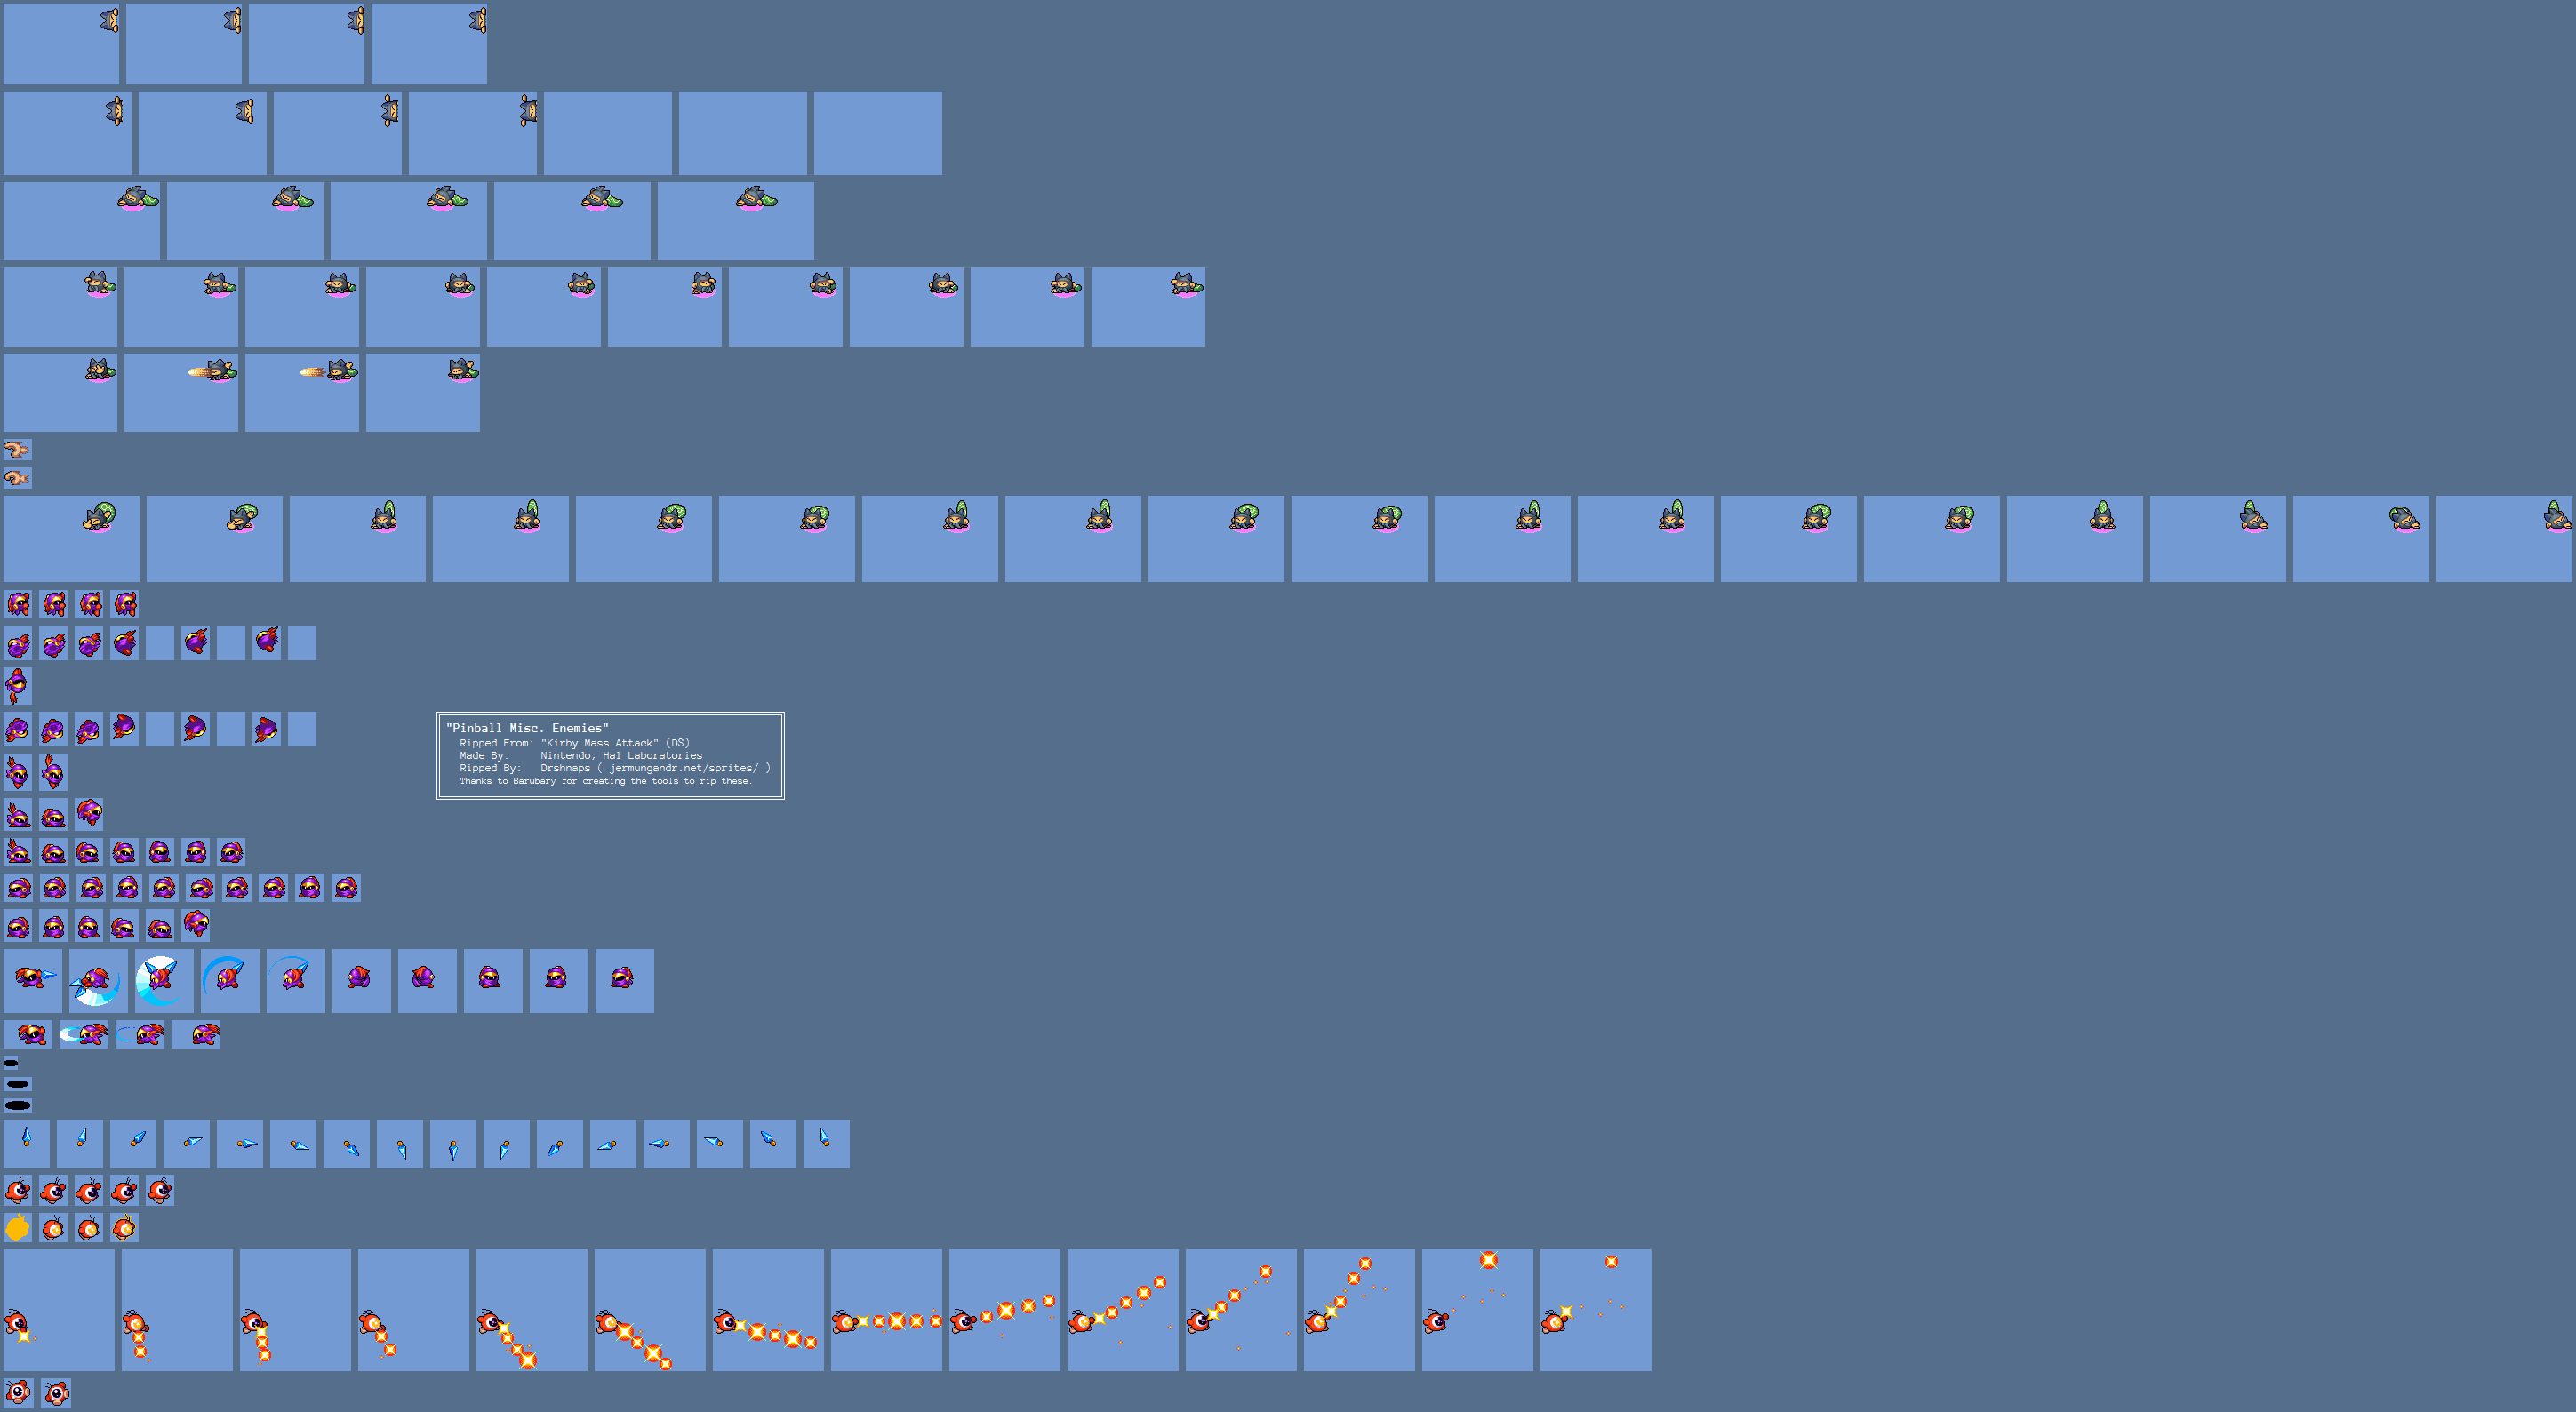 "Pinball Misc. Enemies"
Ripped From: "Kirby Mass Attack" (DS)
Made By: Nintendo, Hal Laboratories
Ripped By: Drshnaps ( jermungandr.net/sprites/ )
Thanks to Barubary for creating the tools to rip these.